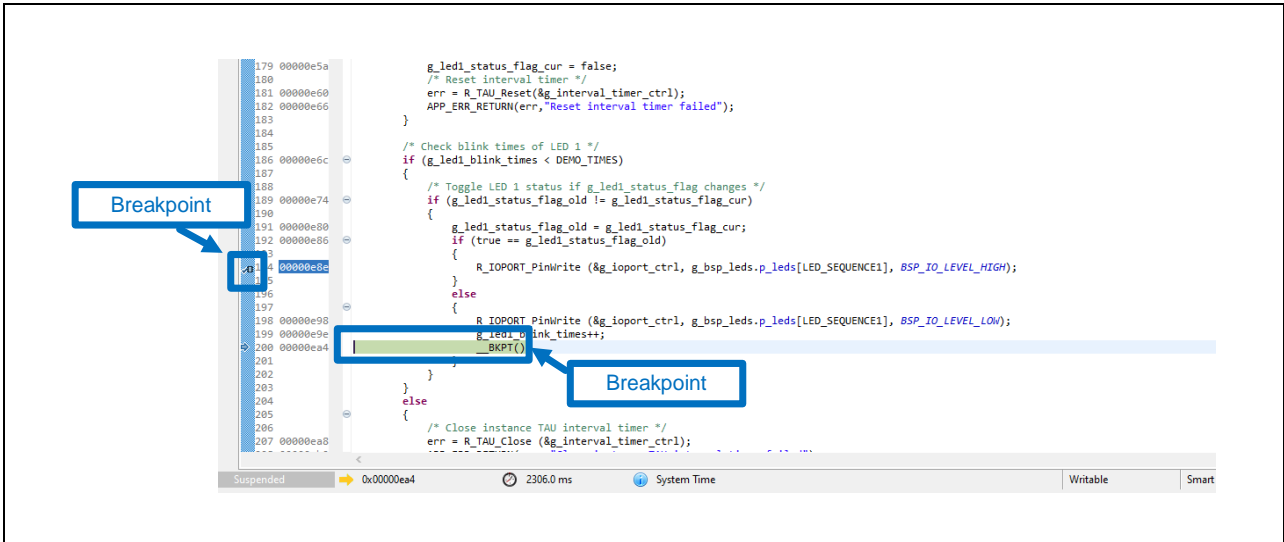 179 00000e5a g_led1_status_flag_cur = false;
180 /* Reset interval timer */
181 00000e60 err = R_TAU_Reset(&g_interval_timer_ctrl);
182 00000e66 APP_ERR_RETURN(err,"Reset interval timer failed");
183 }
184
185 /* Check blink times of LED 1 */
186 00000e6c if (g_led1_blink_times < DEMO_TIMES)
187 {
188 /* Toggle LED 1 status if g_led1_status_flag changes */
189 00000e74 if (g_led1_status_flag_old != g_led1_status_flag_cur)
190 {
191 00000e80 g_led1_status_flag_old = g_led1_status_flag_cur;
192 00000e86 if (true == g_led1_status_flag_old)
{
00000e8e R_IOPORT_PinWrite (&g_ioport_ctrl, g_bsp_leds.p_leds[LED_SEQUENCE1], BSP_IO_LEVEL_HIGH);
}
196 else
197 {
198 00000e98 R_IOPORT_PinWrite (&g_ioport_ctrl, g_bsp_leds.p_leds[LED_SEQUENCE1], BSP_IO_LEVEL_LOW);
199 00000e9e g_led1_blink_times++;
200 00000ea4 __BKPT()
201
202 }
203 }
204 else
205 {
206 /* Close instance TAU interval timer */
207 00000ea8 err = R_TAU_Close (&g_interval_timer_ctrl);
Breakpoint
Breakpoint
Suspended 0x00000ea4 2306.0 ms System Time Writable Smart